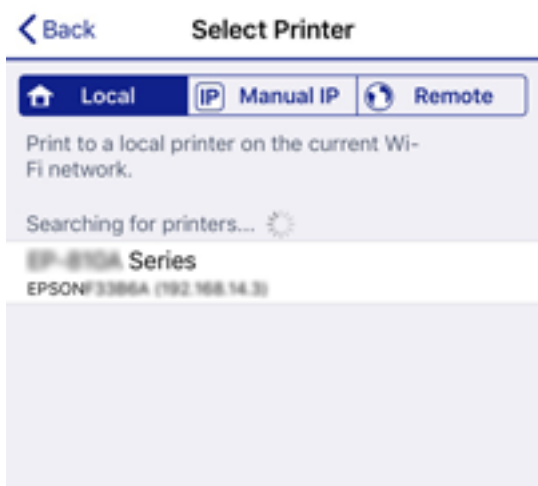 Back Select Printer
Local IP Manual IP Remote
Print to a local printer on the current Wi-
Fi network.
Searching for printers...
Series
EPSON